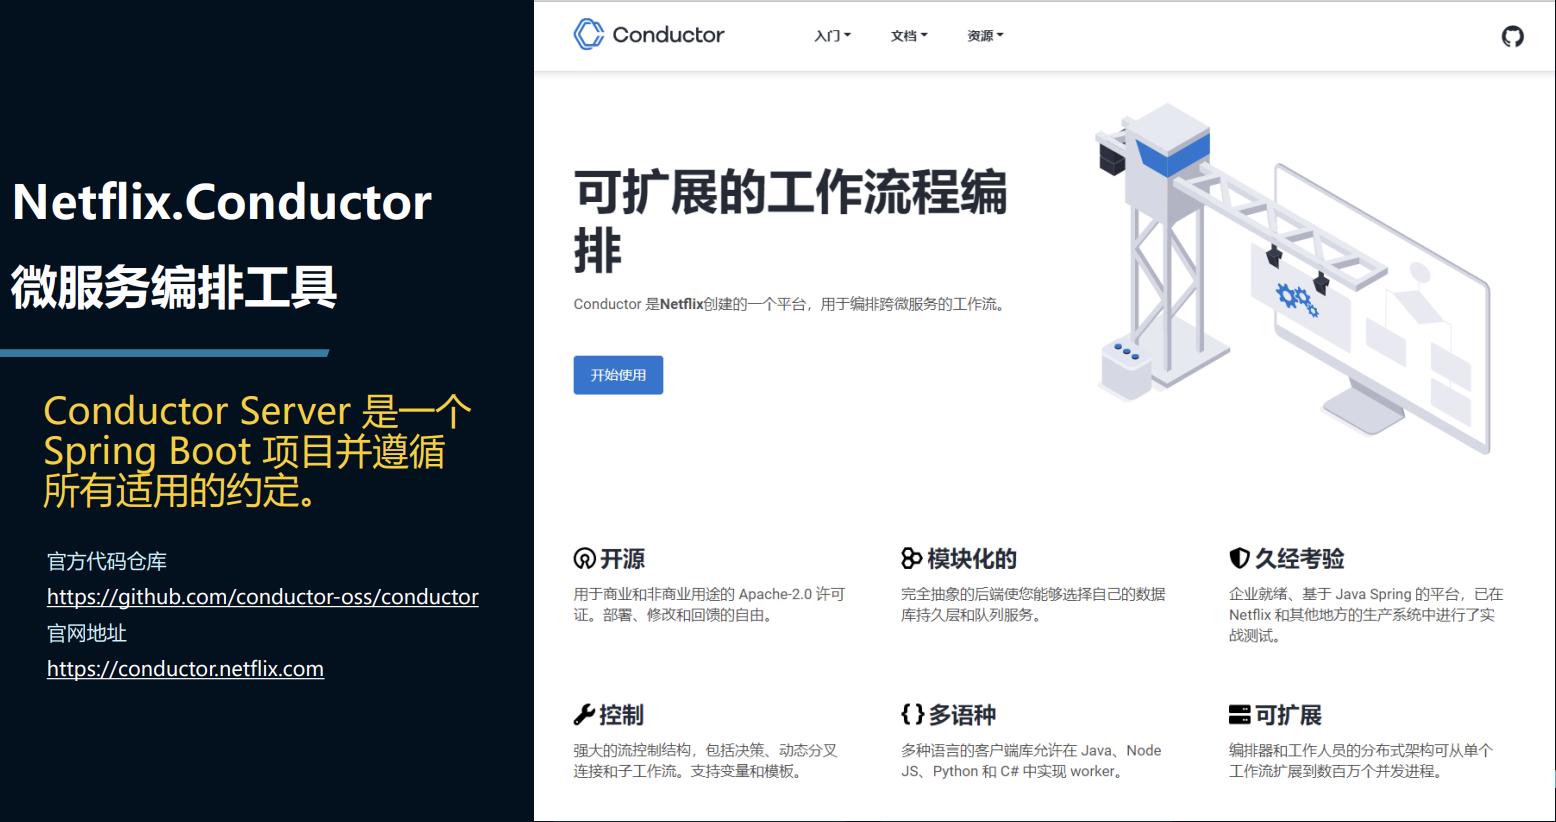 Netflix.Conductor
微服务编排工具
Conductor Server 是一个
Spring Boot 项目并遵循
所有适用的约定。
官方代码仓库
https://github.com/conductor-oss/conductor
官网地址
https://conductor.netflix.com
Conductor
入门 文档 资源
可扩展的工作流程编
排
Conductor 是Netflix创建的一个平台，用于编排跨微服务的工作流。
开始使用
开源
用于商业和非商业用途的 Apache-2.0 许可
证。部署、修改和回馈的自由。
模块化的
完全抽象的后端使您能够选择自己的数据
库持久层和队列服务。
久经考验
企业就绪、基于 Java Spring 的平台，已在
Netflix 和其他地方的生产系统中进行了实
战测试。
控制
强大的流控制结构，包括决策、动态分叉
连接和子工作流。支持变量和模板。
多语种
多种语言的客户端库允许在 Java、Node
JS、Python 和 C# 中实现 worker。
可扩展
编排器和工作人员的分布式架构可从单个
工作流扩展到数百万个并发进程。